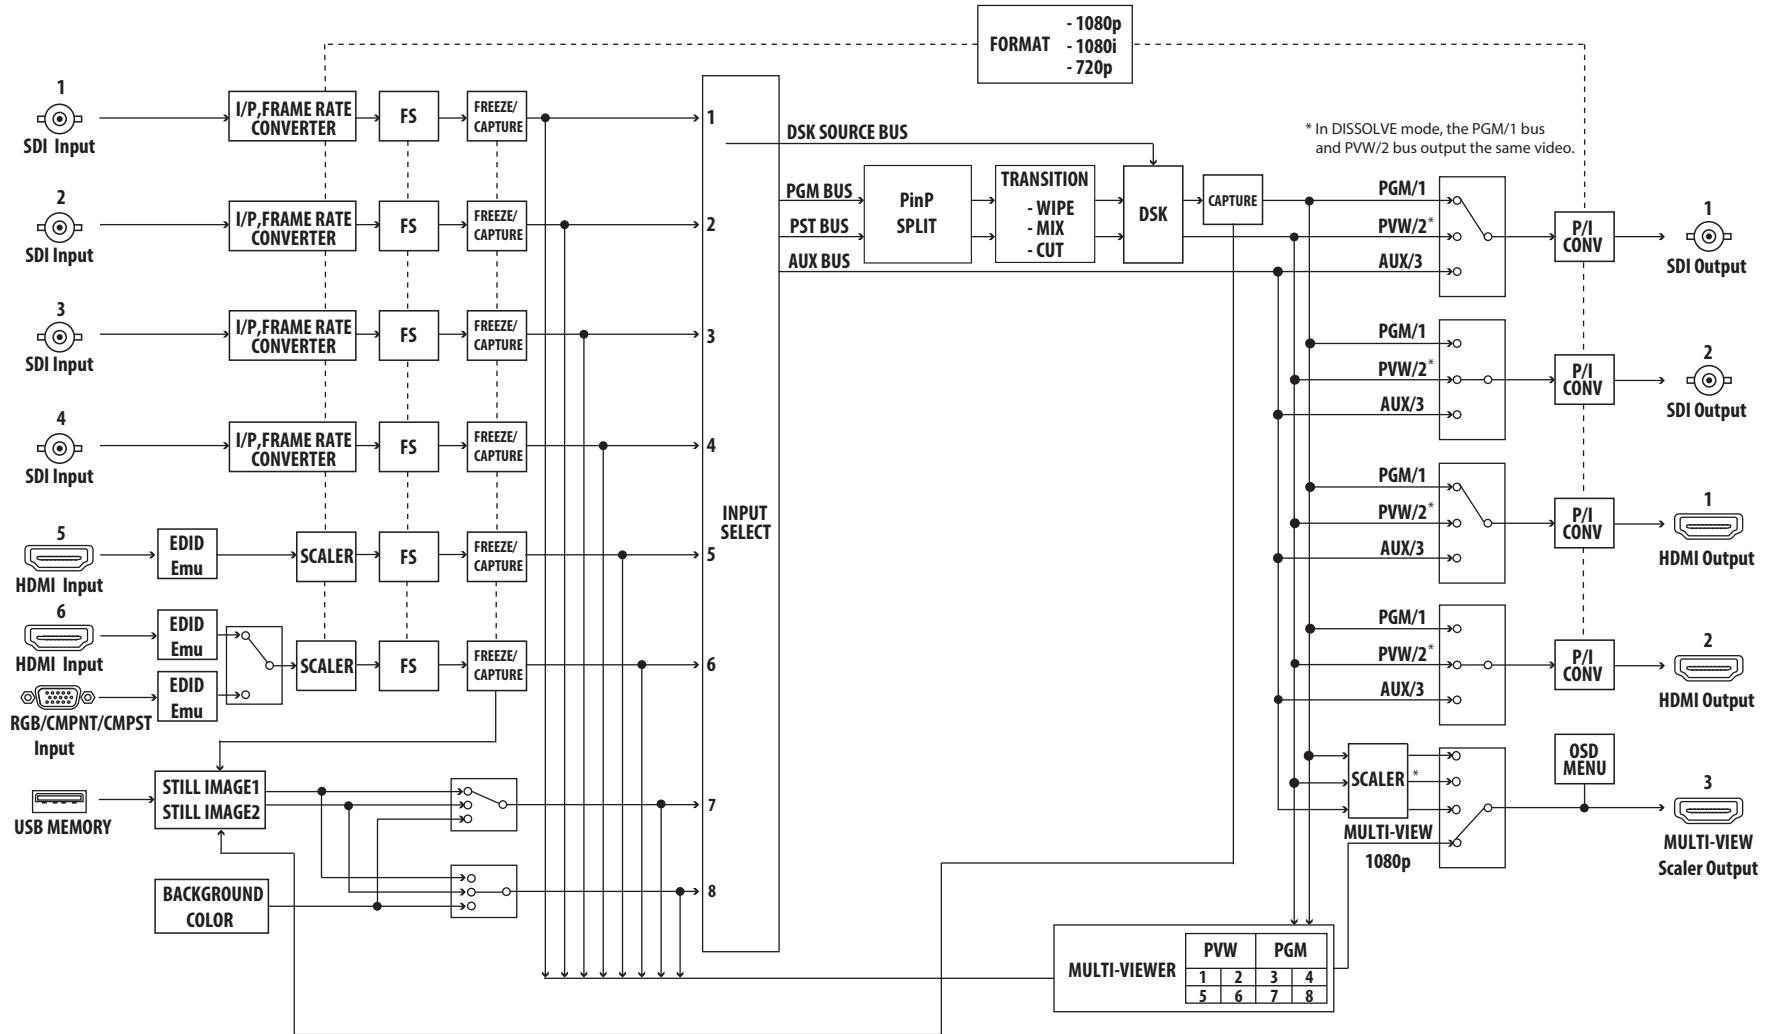 FORMAT
- 1080p
- 1080i
- 720p
1
SDI Input
I/P,FRAME RATE
CONVERTER
FS
FREEZE/
CAPTURE
1
2
SDI Input
I/P,FRAME RATE
CONVERTER
FS
FREEZE/
CAPTURE
2
3
SDI Input
I/P,FRAME RATE
CONVERTER
FS
FREEZE/
CAPTURE
3
4
SDI Input
I/P,FRAME RATE
CONVERTER
FS
FREEZE/
CAPTURE
4
5
HDMI Input
EDID
Emu
SCALER
FS
FREEZE/
CAPTURE
5
6
HDMI Input
EDID
Emu
SCALER
FS
FREEZE/
CAPTURE
6
RGB/CMPNT/CMPST
Input
EDID
Emu
USB MEMORY
STILL IMAGE1
STILL IMAGE2
7
BACKGROUND
COLOR
8
INPUT
SELECT
DSK SOURCE BUS
PGM BUS
PST BUS
AUX BUS
PinP
SPLIT
TRANSITION
- WIPE
- MIX
- CUT
DSK
CAPTURE
* In DISSOLVE mode, the PGM/1 bus
and PVW/2 bus output the same video.
PGM/1
PVW/2*
AUX/3
P/I
CONV
1
SDI Output
PGM/1
PVW/2*
AUX/3
P/I
CONV
2
SDI Output
PGM/1
PVW/2*
AUX/3
P/I
CONV
1
HDMI Output
PGM/1
PVW/2*
AUX/3
P/I
CONV
2
HDMI Output
SCALER *
MULTI-VIEW
1080p
OSD
MENU
3
MULTI-VIEW
Scaler Output
MULTI-VIEWER
PVW PGM
1 2 3 4
5 6 7 8